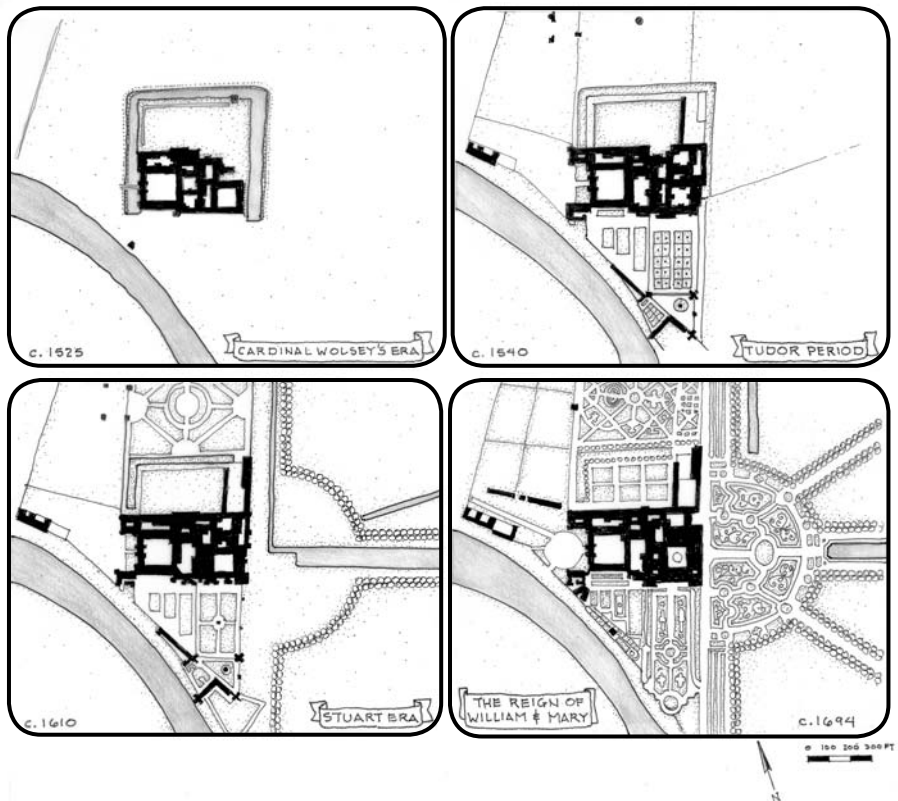 c.1525
CARDINAL WOLSEY'S ERA
c.1540
TUDOR PERIOD
c.1610
STUART ERA
THE REIGN OF
WILLIAM & MARY
c.1694
0 100 200 300 FT
N